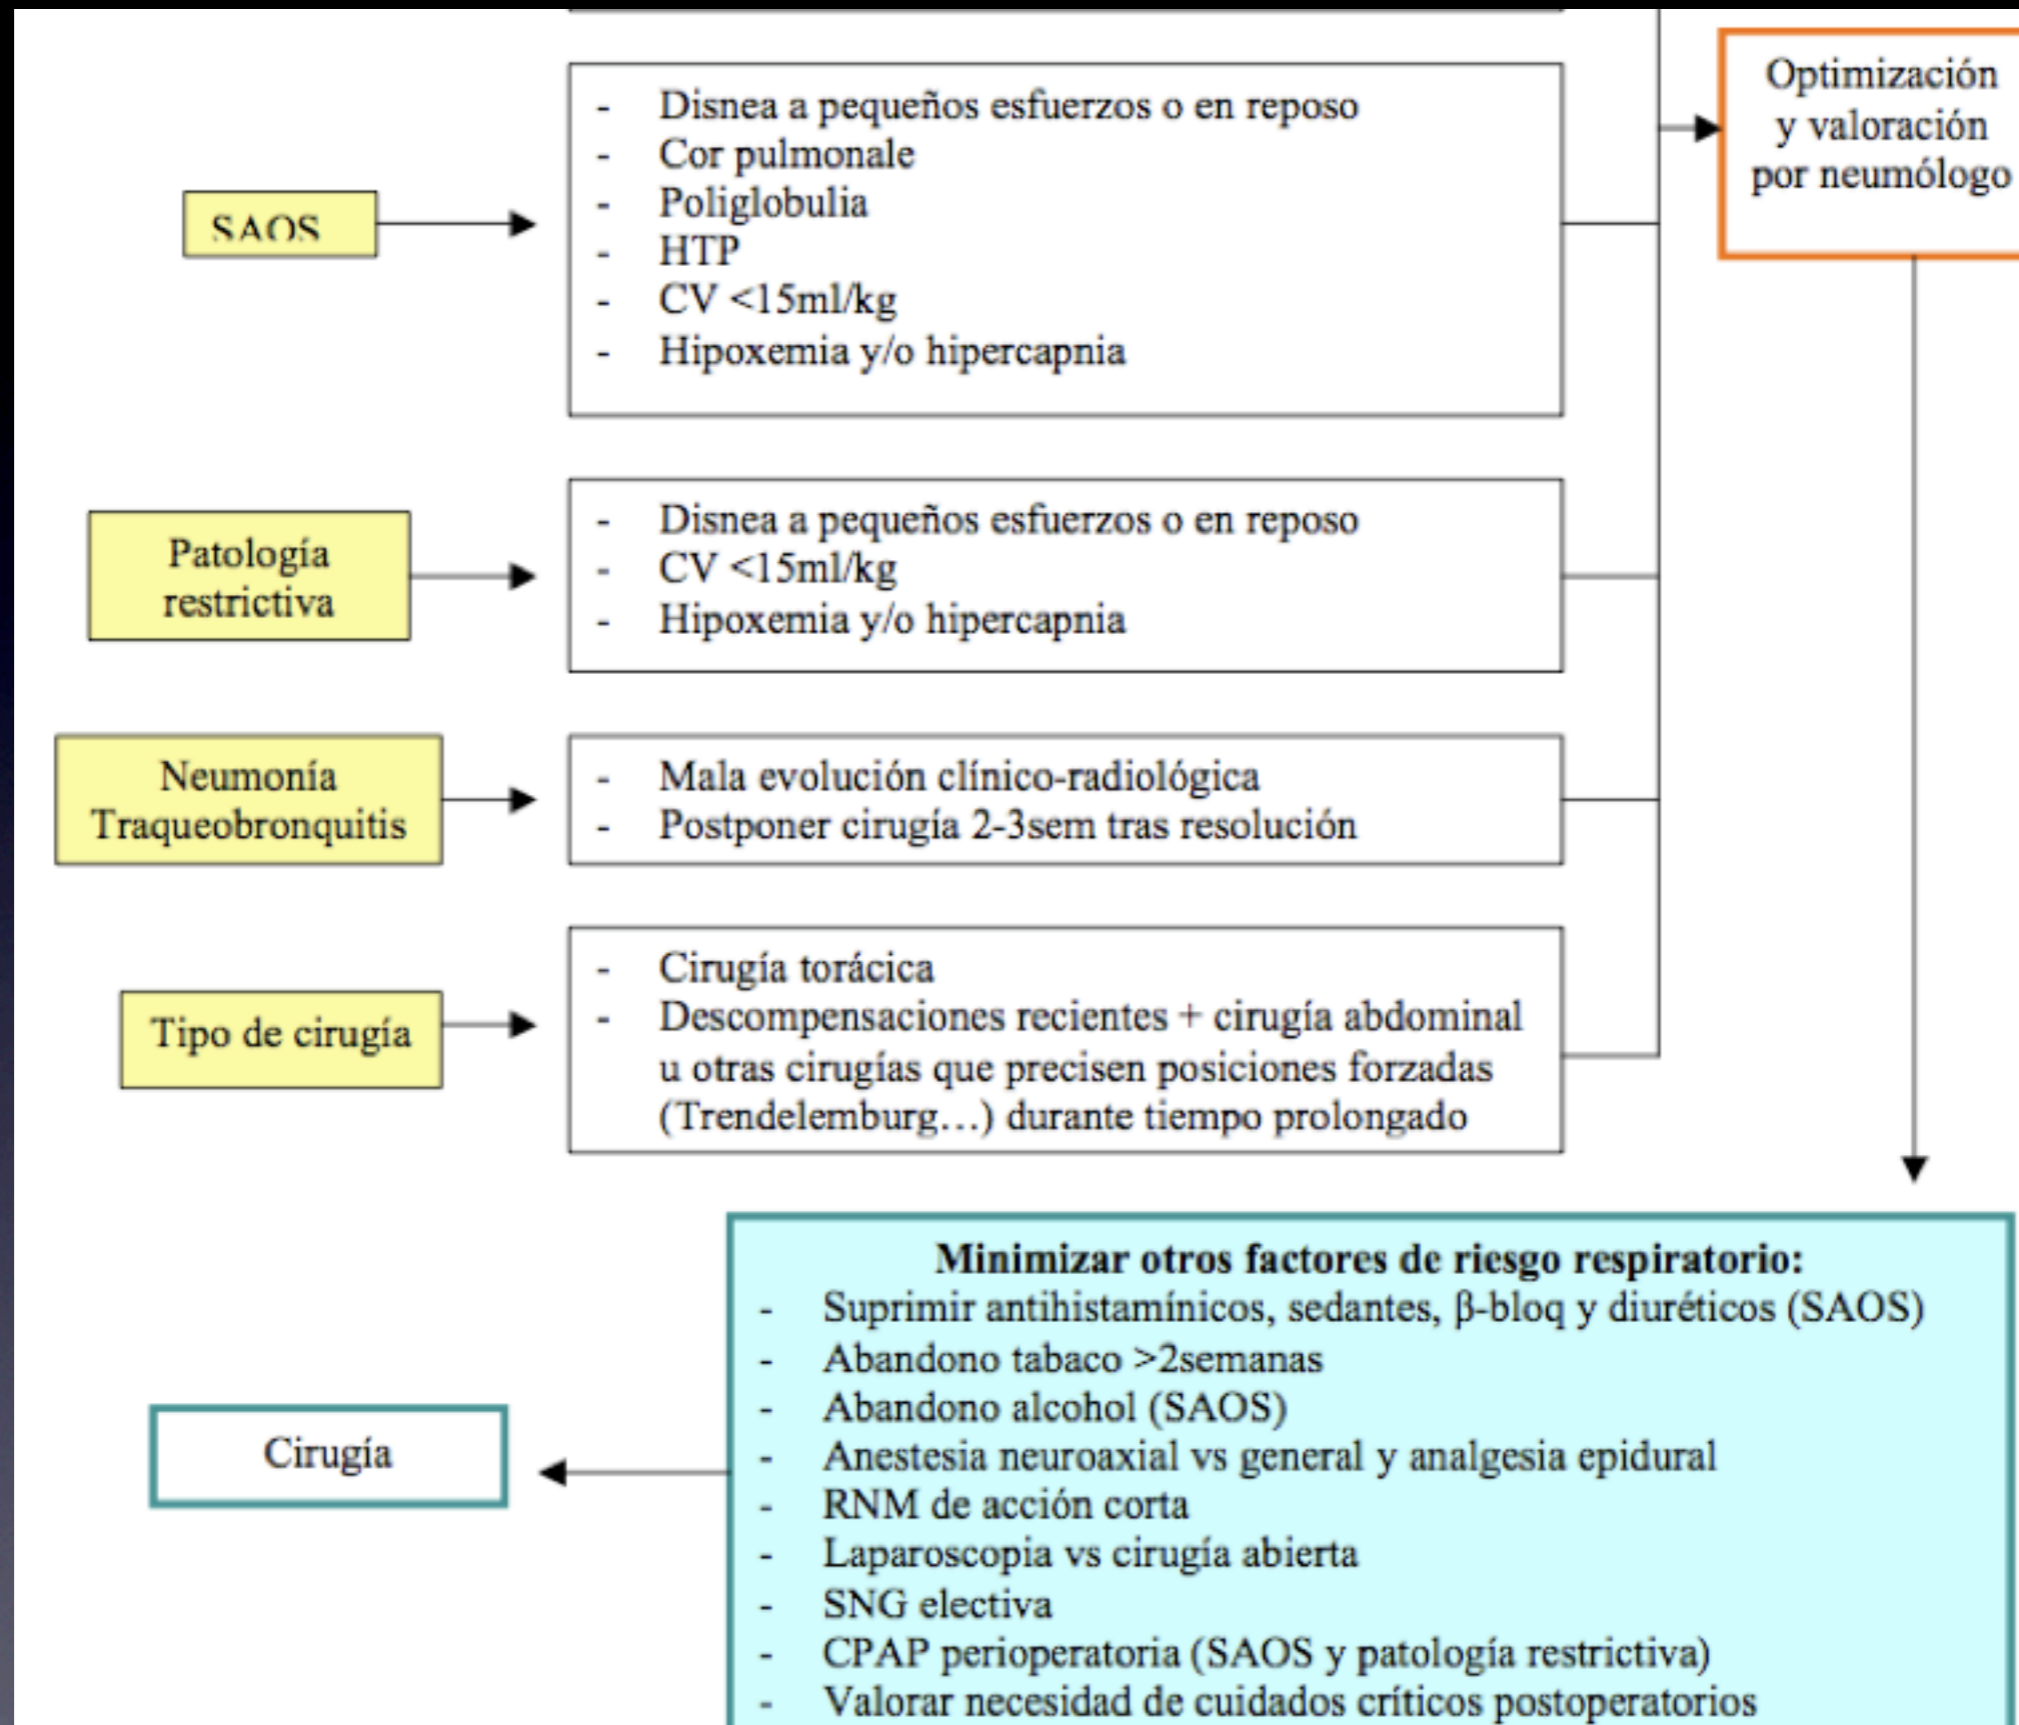 Optimización
y valoración
por neumólogo
SAOS
- Disnea a pequeños esfuerzos o en reposo
- Cor pulmonale
- Poliglobulia
- HTP
- CV <15ml/kg
- Hipoxemia y/o hipercapnia
Patología
restrictiva
- Disnea a pequeños esfuerzos o en reposo
- CV <15ml/kg
- Hipoxemia y/o hipercapnia
Neumonía
Traqueobronquitis
- Mala evolución clínico-radiológica
- Postponer cirugía 2-3sem tras resolución
Tipo de cirugía
- Cirugía torácica
- Descompensaciones recientes + cirugía abdominal
u otras cirugías que precisen posiciones forzadas
(Trendelemburg…) durante tiempo prolongado
Minimizar otros factores de riesgo respiratorio:
- Suprimir antihistamínicos, sedantes, β-bloq y diuréticos (SAOS)
- Abandono tabaco >2semanas
- Abandono alcohol (SAOS)
- Anestesia neuroaxial vs general y analgesia epidural
- RNM de acción corta
- Laparoscopia vs cirugía abierta
- SNG electiva
- CPAP perioperatoria (SAOS y patología restrictiva)
- Valorar necesidad de cuidados críticos postoperatorios
Cirugía